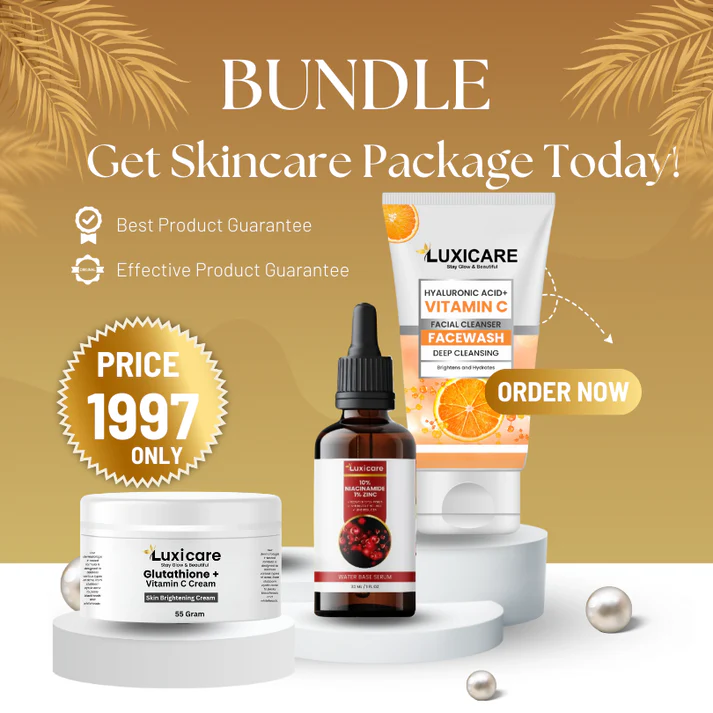 BUNDLE
Get Skincare Package Today!
Best Product Guarantee
Effective Product Guarantee
PRICE
1997
ONLY
LUXICARE
Stay Glow & Beautiful
HYALURONIC ACID+
VITAMIN C
FACIAL CLEANSER
FACEWASH
DEEP CLEANSING
Brightens and Hydrates
ORDER NOW
Luxicare
10%
NIACINAMIDE
1% ZINC
WATER BASE SERUM
Luxicare
Stay Glow & Beautiful
Glutathione +
Vitamin C Cream
Skin Brightening Cream
55 Gram